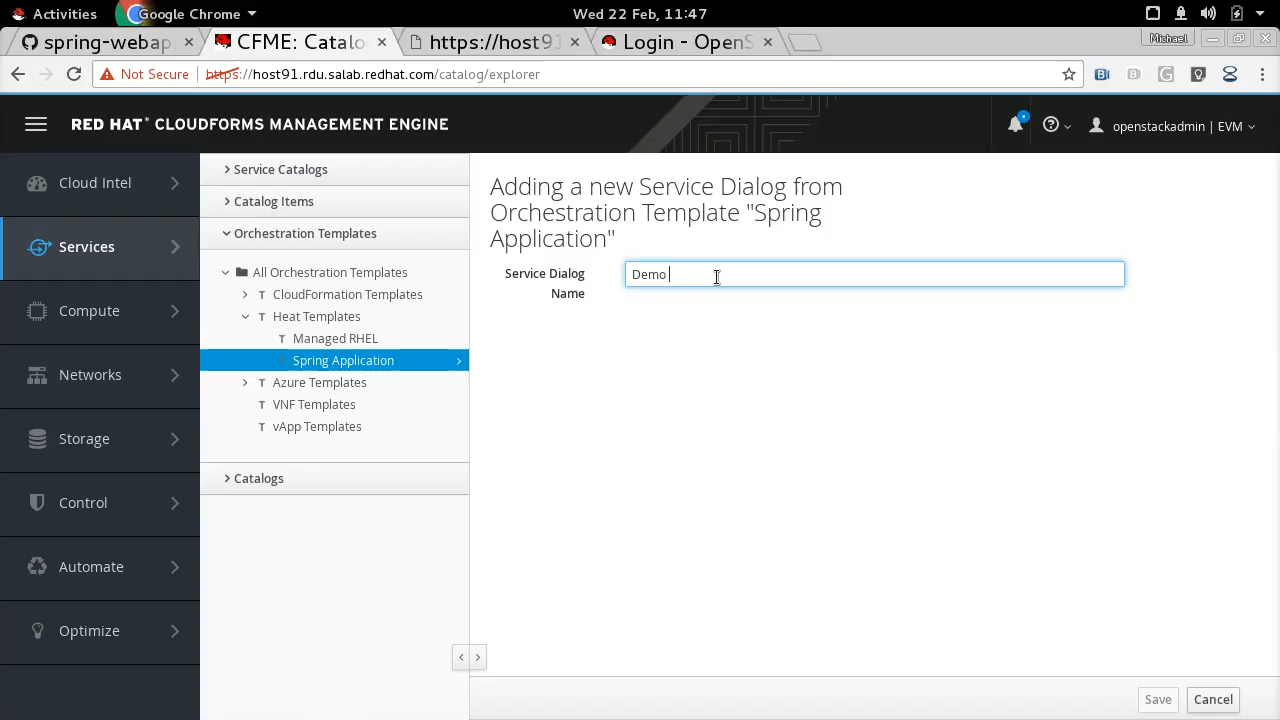 Activities
Google Chrome
Wed 22 Feb, 11:47
spring-webap
CFME: Catalo
https://host91
Login - OpenS
Michael
Not Secure
https://host91.rdu.salab.redhat.com/catalog/explorer
RED HAT® CLOUDFORMS MANAGEMENT ENGINE
openstackadmin | EVM
Cloud Intel
Services
Compute
Networks
Storage
Control
Automate
Optimize
Service Catalogs
Catalog Items
Orchestration Templates
All Orchestration Templates
T CloudFormation Templates
T Heat Templates
T Managed RHEL
Spring Application
T Azure Templates
T VNF Templates
T vApp Templates
Catalogs
Adding a new Service Dialog from
Orchestration Template "Spring
Application"
Service Dialog
Name
Demo
Save
Cancel